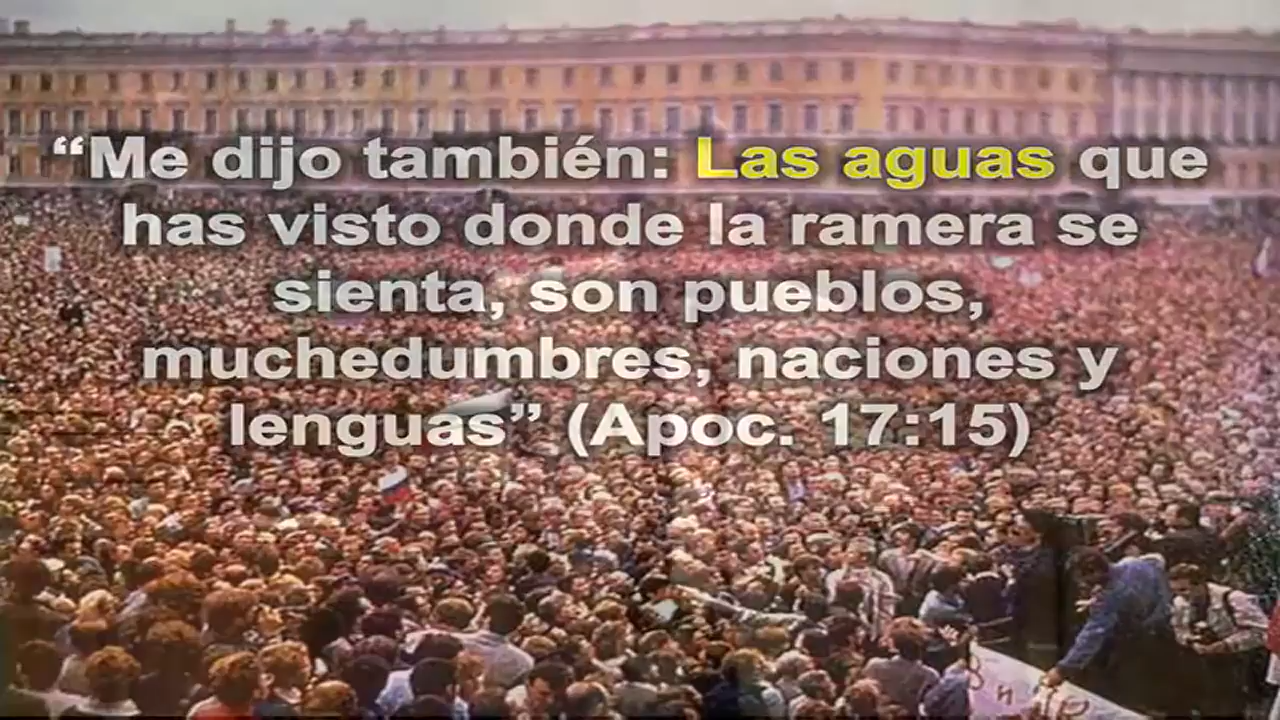 “Me dijo también: Las aguas que
has visto donde la ramera se
sienta, son pueblos,
muchedumbres, naciones y
lenguas” (Apoc. 17:15)